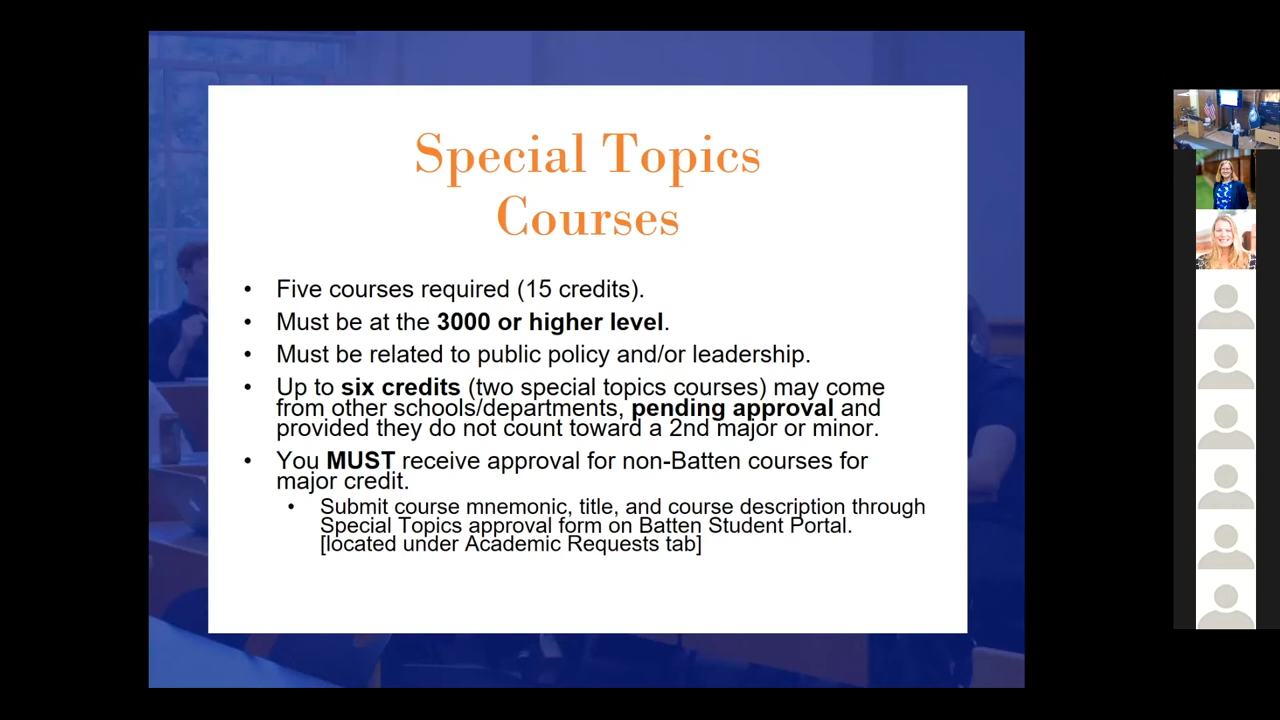 Special Topics
Courses
• Five courses required (15 credits).
• Must be at the 3000 or higher level.
• Must be related to public policy and/or leadership.
• Up to six credits (two special topics courses) may come
from other schools/departments, pending approval and
provided they do not count toward a 2nd major or minor.
• You MUST receive approval for non-Batten courses for
major credit.
• Submit course mnemonic, title, and course description through
Special Topics approval form on Batten Student Portal.
[located under Academic Requests tab]